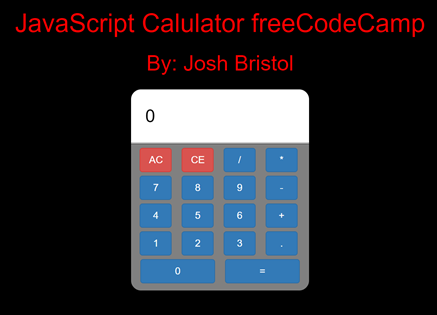 JavaScript Calulator freeCodeCamp
By: Josh Bristol
0
AC CE / *
7 8 9 -
4 5 6 +
1 2 3 .
0 =